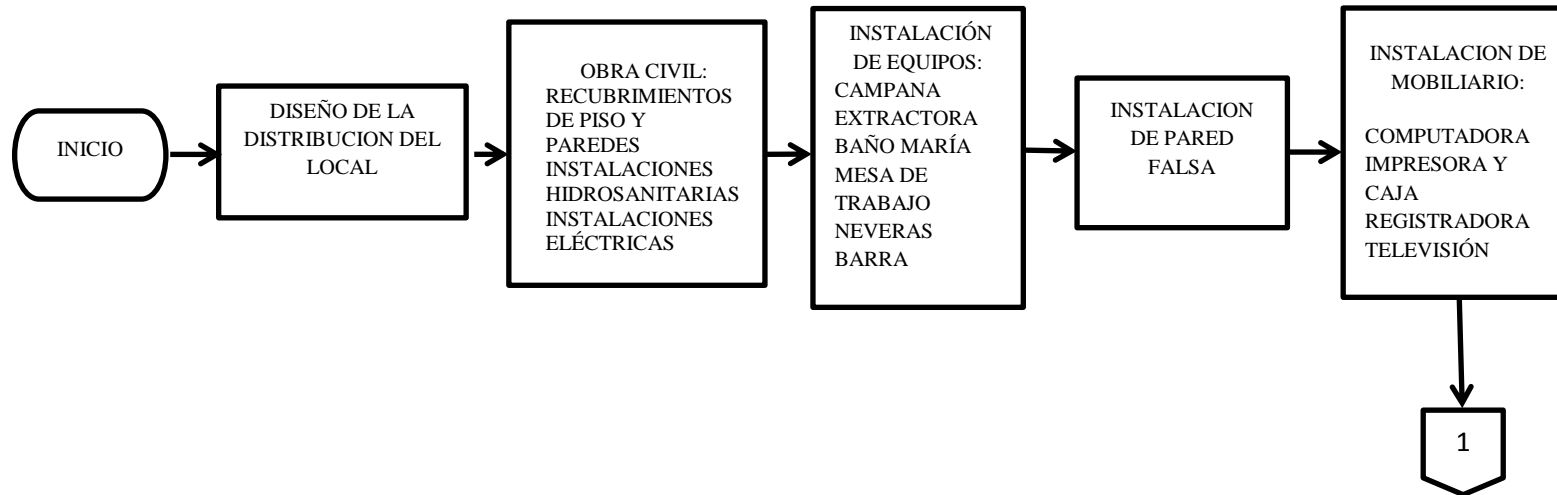 INICIO
DISEÑO DE LA
DISTRIBUCION DEL
LOCAL
OBRA CIVIL:
RECUBRIMIENTOS
DE PISO Y
PAREDES
INSTALACIONES
HIDROSANITARIAS
INSTALACIONES
ELÉCTRICAS
INSTALACIÓN
DE EQUIPOS:
CAMPANA
EXTRACTORA
BAÑO MARÍA
MESA DE
TRABAJO
NEVERAS
BARRA
INSTALACION
DE PARED
FALSA
INSTALACION DE
MOBILIARIO:
COMPUTADORA
IMPRESORA Y
CAJA
REGISTRADORA
TELEVISIÓN
1